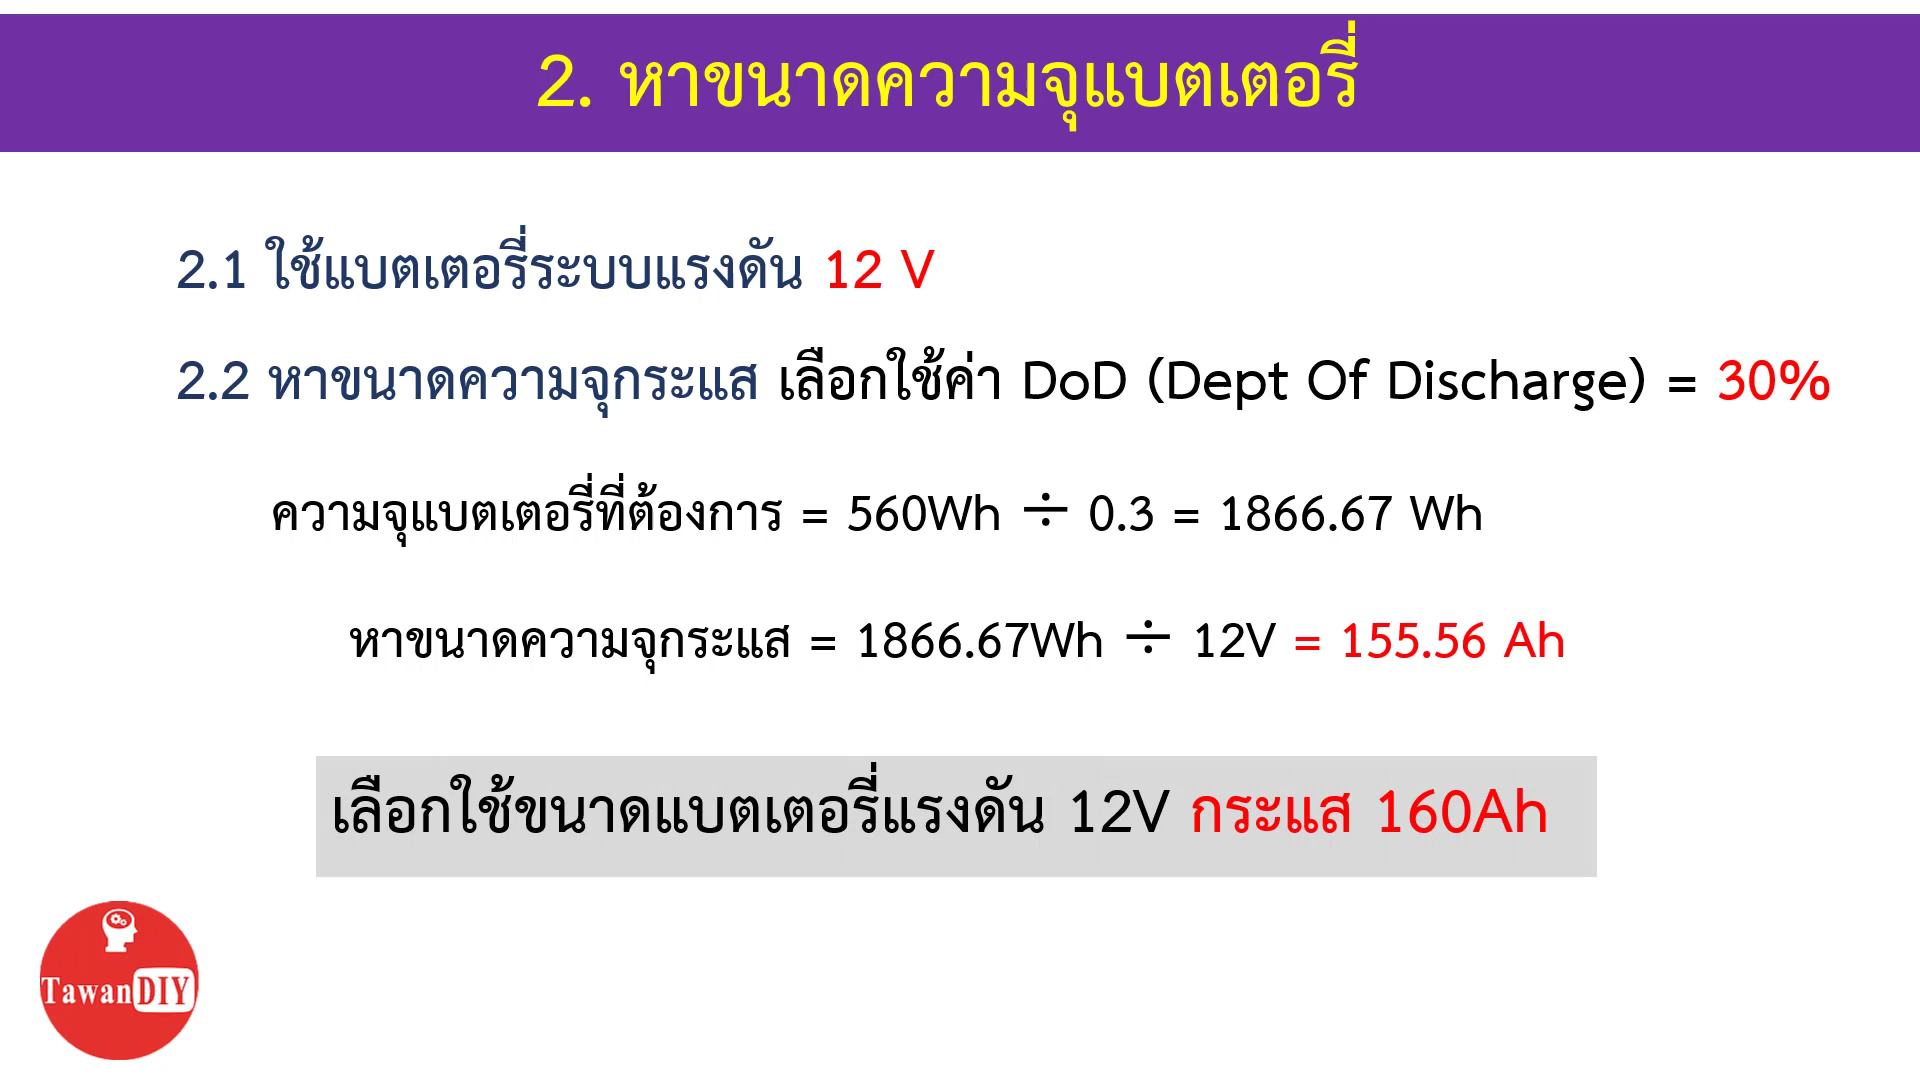 2. หาขนาดความจุแบตเตอรี่
2.1 ใช้แบตเตอรี่ระบบแรงดัน 12 V
2.2 หาขนาดความจุกระแส เลือกใช้ค่า DoD (Dept Of Discharge) = 30%
ความจุแบตเตอรี่ที่ต้องการ = 560Wh ÷ 0.3 = 1866.67 Wh
หาขนาดความจุกระแส = 1866.67Wh ÷ 12V = 155.56 Ah
เลือกใช้ขนาดแบตเตอรี่แรงดัน 12V กระแส 160Ah
TawanDIY